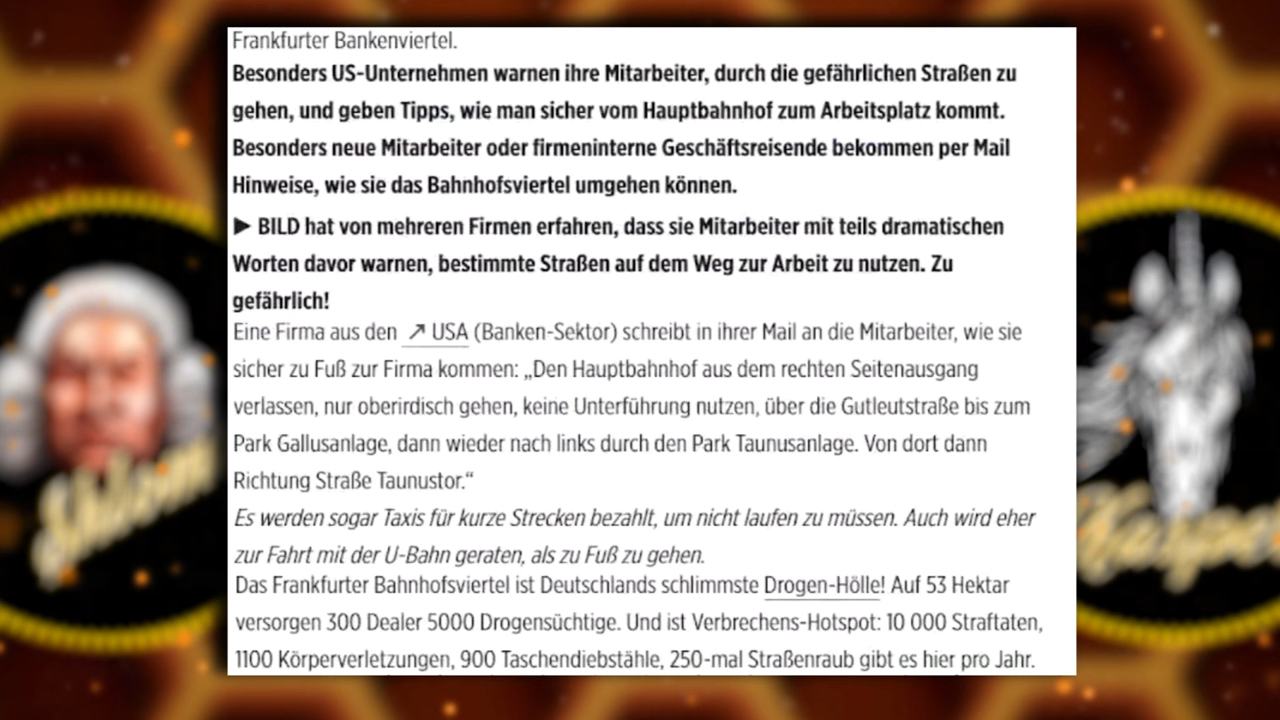 Frankfurter Bankenviertel.
Besonders US-Unternehmen warnen ihre Mitarbeiter, durch die gefährlichen Straßen zu
gehen, und geben Tipps, wie man sicher vom Hauptbahnhof zum Arbeitsplatz kommt.
Besonders neue Mitarbeiter oder firmeninterne Geschäftsreisende bekommen per Mail
Hinweise, wie sie das Bahnhofsviertel umgehen können.
▶ BILD hat von mehreren Firmen erfahren, dass sie Mitarbeiter mit teils dramatischen
Worten davor warnen, bestimmte Straßen auf dem Weg zur Arbeit zu nutzen. Zu
gefährlich!
Eine Firma aus den ↗ USA (Banken-Sektor) schreibt in ihrer Mail an die Mitarbeiter, wie sie
sicher zu Fuß zur Firma kommen: „Den Hauptbahnhof aus dem rechten Seitenausgang
verlassen, nur oberirdisch gehen, keine Unterführung nutzen, über die Gutleutstraße bis zum
Park Gallusanlage, dann wieder nach links durch den Park Taunusanlage. Von dort dann
Richtung Straße Taunustor.“
Es werden sogar Taxis für kurze Strecken bezahlt, um nicht laufen zu müssen. Auch wird eher
zur Fahrt mit der U-Bahn geraten, als zu Fuß zu gehen.
Das Frankfurter Bahnhofsviertel ist Deutschlands schlimmste Drogen-Hölle! Auf 53 Hektar
versorgen 300 Dealer 5000 Drogensüchtige. Und ist Verbrechens-Hotspot: 10 000 Straftaten,
1100 Körperverletzungen, 900 Taschendiebstähle, 250-mal Straßenraub gibt es hier pro Jahr.